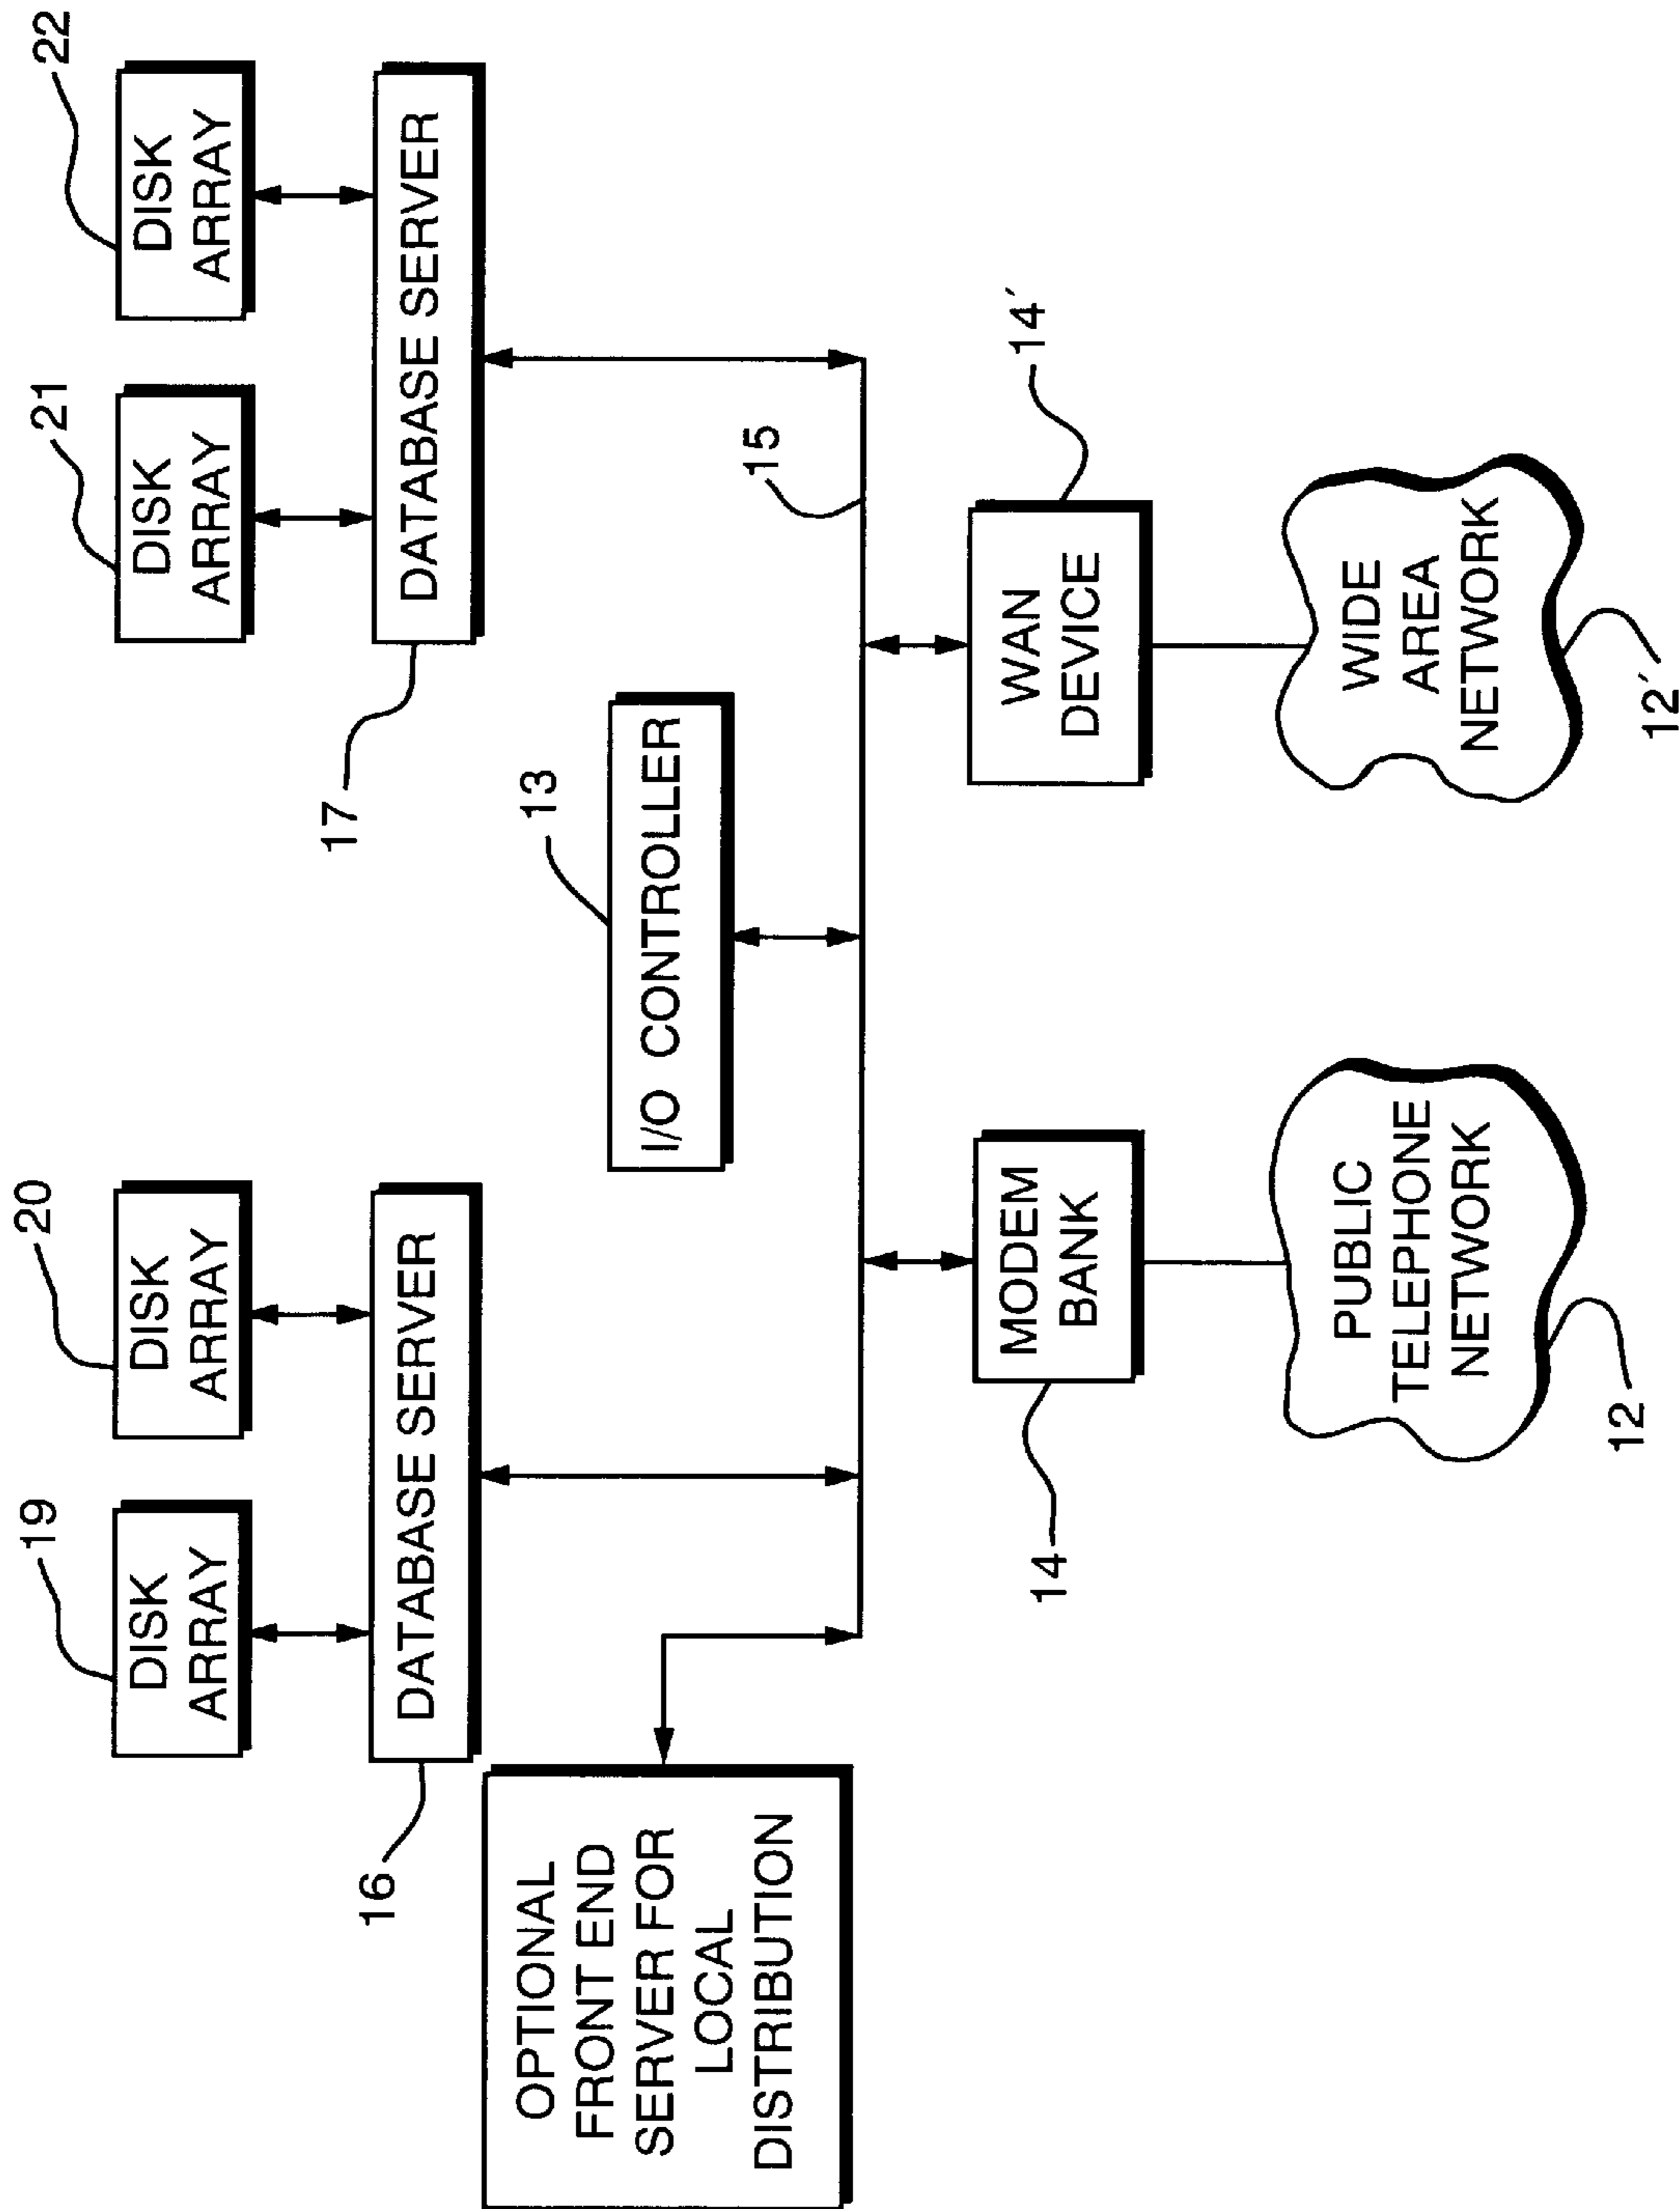 19
20
21
22
DISK
ARRAY
DISK
ARRAY
DISK
ARRAY
DISK
ARRAY
DATABASE SERVER
DATABASE SERVER
16
17
OPTIONAL
FRONT END
SERVER FOR
LOCAL
DISTRIBUTION
13
I/O CONTROLLER
15
14
MODEM
BANK
WAN
DEVICE
14'
PUBLIC
TELEPHONE
NETWORK
WIDE
AREA
NETWORK
12
12'